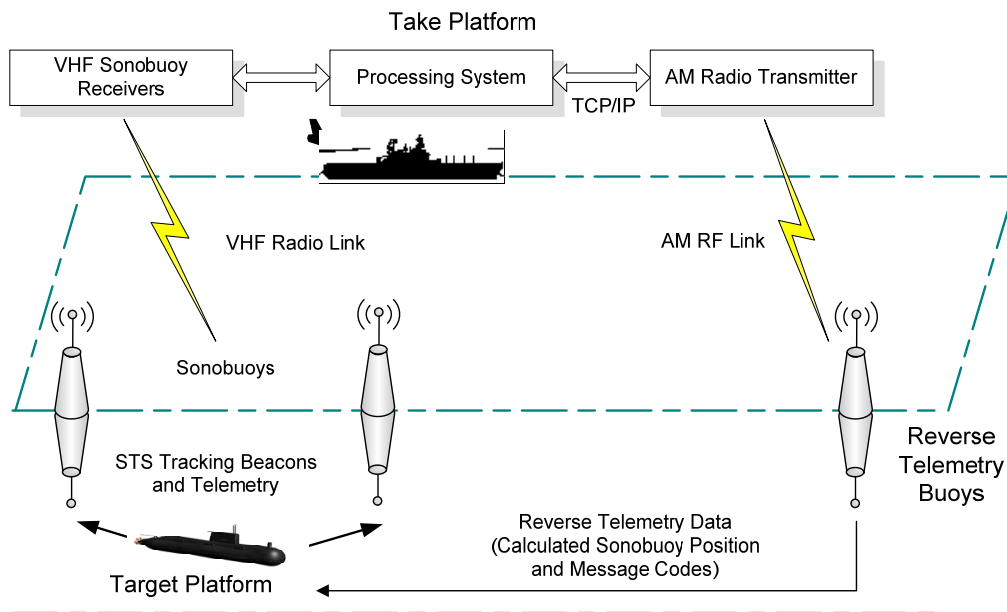 Take Platform
VHF Sonobuoy
Receivers
Processing System
AM Radio Transmitter
TCP/IP
VHF Radio Link
AM RF Link
Sonobuoys
STS Tracking Beacons
and Telemetry
Reverse
Telemetry
Buoys
Reverse Telemetry Data
(Calculated Sonobuoy Position
and Message Codes)
Target Platform